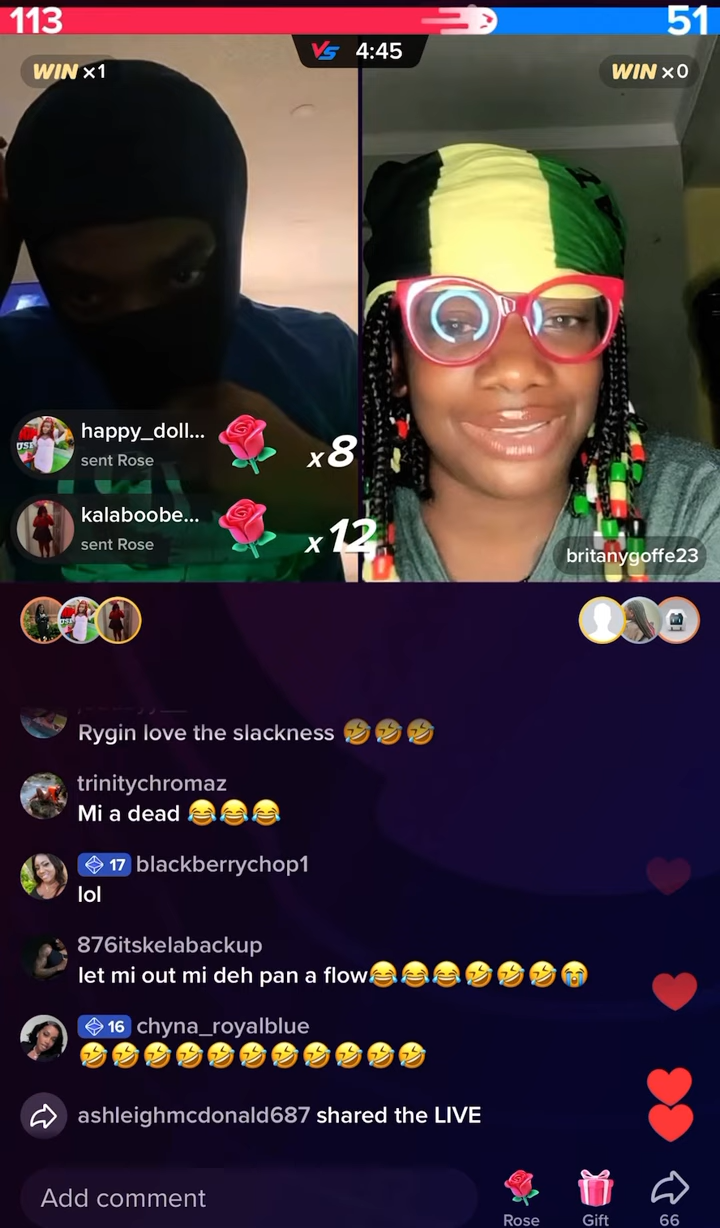 113
51
VS 4:45
WIN x1
WIN x0
happy_doll...
sent Rose
x8
kalaboobe...
sent Rose
x12
britanygoffe23
Rygin love the slackness 🤣🤣🤣
trinitychromaz
Mi a dead 😂😂😂
17 blackberrychop1
lol
876itskelabackup
let mi out mi deh pan a flow😂😂😂🤣🤣🤣😭
16 chyna_royalblue
🤣🤣🤣🤣🤣🤣🤣🤣🤣🤣🤣
ashleighmcdonald687 shared the LIVE
Add comment
Rose
Gift
66